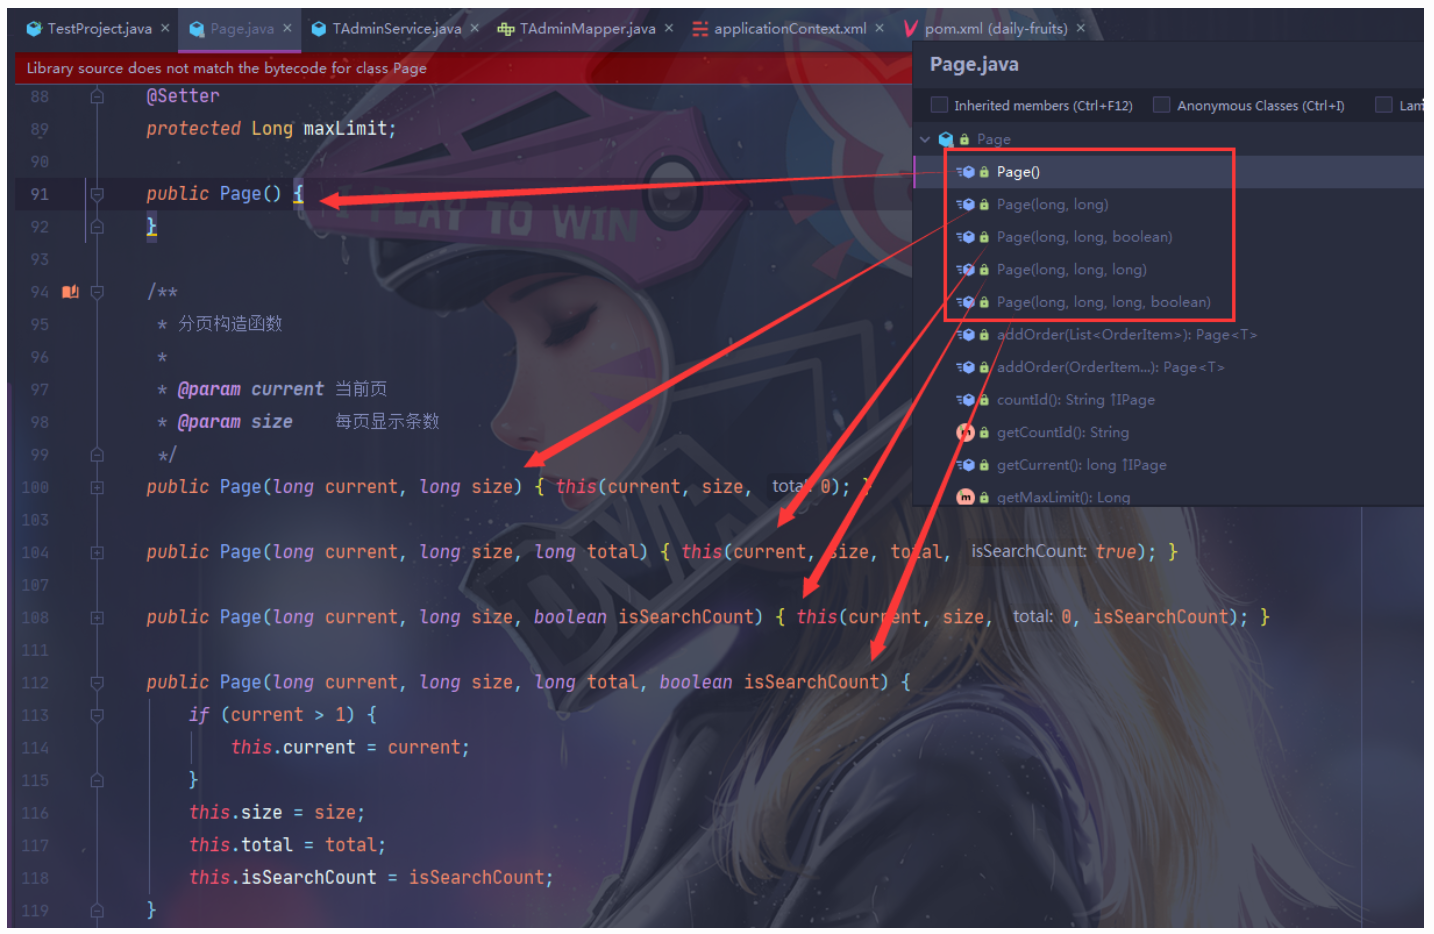 TestProject.java × Page.java × TAdminService.java × TAdminMapper.java × applicationContext.xml × pom.xml (daily-fruits) ×
Library source does not match the bytecode for class Page
88 @Setter
89 protected Long maxLimit;
90
91 public Page() {
92 }
93
94 /**
95 * 分页构造函数
96 *
97 * @param current 当前页
98 * @param size 每页显示条数
99 */
100 public Page(long current, long size) { this(current, size, total: 0); }
103
104 public Page(long current, long size, long total) { this(current, size, total, isSearchCount: true); }
107
108 public Page(long current, long size, boolean isSearchCount) { this(current, size, total: 0, isSearchCount); }
111
112 public Page(long current, long size, long total, boolean isSearchCount) {
113 if (current > 1) {
114 this.current = current;
115 }
116 this.size = size;
117 this.total = total;
118 this.isSearchCount = isSearchCount;
119 }
Page.java
Inherited members (Ctrl+F12) Anonymous Classes (Ctrl+I) Lam
Page
Page()
Page(long, long)
Page(long, long, boolean)
Page(long, long, long)
Page(long, long, long, boolean)
addOrder(List<OrderItem>): Page<T>
addOrder(OrderItem...): Page<T>
countId(): String ↑IPage
getCountId(): String
getCurrent(): long ↑IPage
getMaxLimit(): Long
I PLAY TO WIN
DVA